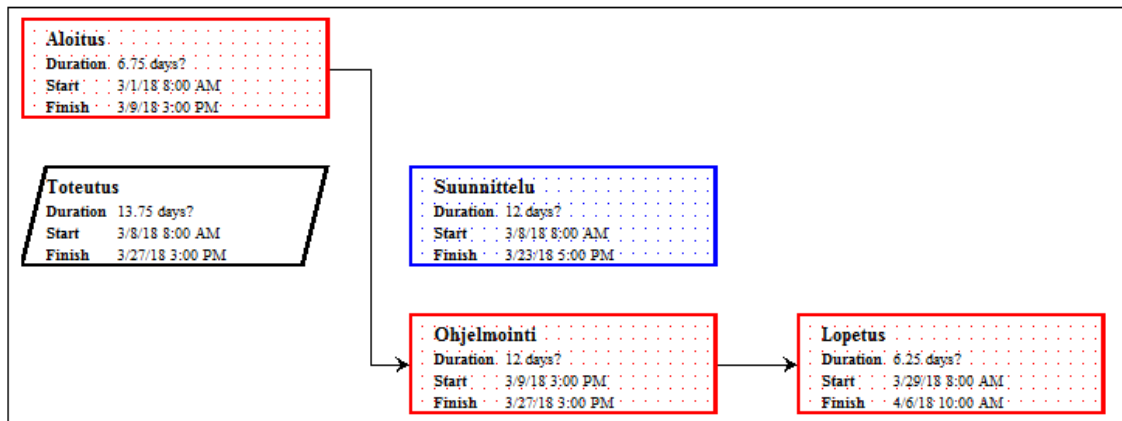 Aloitus
Duration 6.75 days?
Start 3/1/18 8:00 AM
Finish 3/9/18 3:00 PM
Toteutus
Duration 13.75 days?
Start 3/8/18 8:00 AM
Finish 3/27/18 3:00 PM
Suunnittelu
Duration 12 days?
Start 3/8/18 8:00 AM
Finish 3/23/18 5:00 PM
Ohjelmointi
Duration 12 days?
Start 3/9/18 3:00 PM
Finish 3/27/18 3:00 PM
Lopetus
Duration 6.25 days?
Start 3/29/18 8:00 AM
Finish 4/6/18 10:00 AM